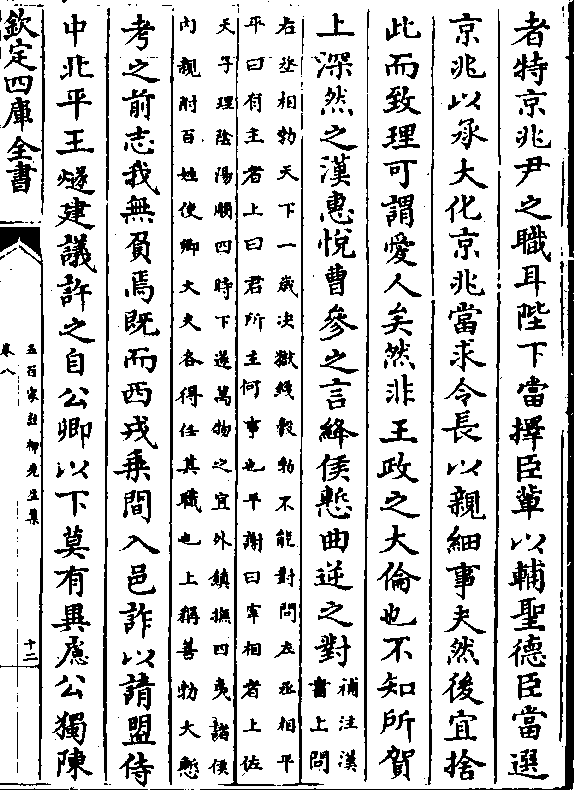 者特京兆尹之職耳陛下當擇臣輩以輔聖德臣當選
京兆以承大化京兆當求令長以親細事夫然後宜捨
此而致理可謂愛人矣然非王政之大倫也不知所賀
上深然之漢惠悅曹參之言絳侯慙曲逆之對補注漢
書上問
右丞相勃天下一歲決獄錢穀勃不能對問左丞相平
平曰有主者上曰君所主何事也平謝曰宰相者上佐
天子理陰陽順四時下遂萬物之宜外鎮撫四夷諸侯
內親附百姓使卿大夫各得任其職也上稱善勃大慙
考之前志我無負焉既而西戎乗間入邑詐以請盟侍
中北平王燧建議許之自公卿以下莫有異慮公獨陳
欽定四庫全書
五百家註柳先生集
卷八
十二